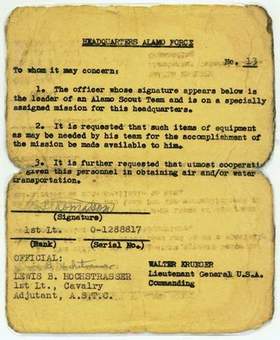 HEADQUARTERS ALAMO FORCE
No. 13
To whom it may concern:
1. The officer whose signature appears below is
the leader of an Alamo Scout Team and is on a specially
assigned mission for this headquarters.
2. It is requested that such items of equipment
as may be needed by his team for the accomplishment of
the mission be made available to him.
3. It is further requested that utmost cooperati
given this personnel in obtaining air and/or water
transportation.
(Signature)
1st Lt. 0-1288817
(Rank) (Serial No.)
OFFICIAL:
LEWIS B. HOCHSTRASSER
1st Lt., Cavalry
Adjutant, A.S.T.C.
WALTER KRUEGER
Lieutenant General U.S.A.
Commanding